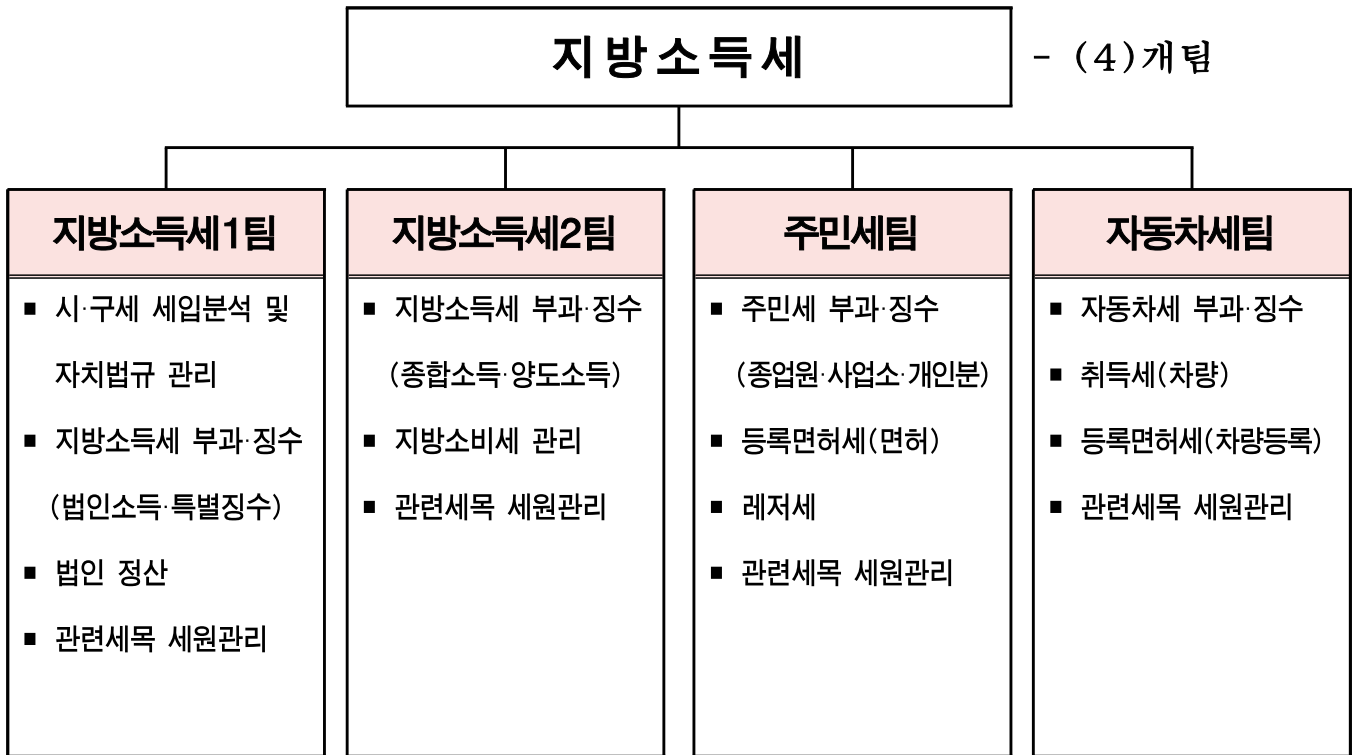 지방소득세
- (4)개팀
지방소득세1팀
▪ 시·구세 세입분석 및
자치법규 관리
▪ 지방소득세 부과·징수
(법인소득·특별징수)
▪ 법인 정산
▪ 관련세목 세원관리
지방소득세2팀
▪ 지방소득세 부과·징수
(종합소득·양도소득)
▪ 지방소비세 관리
▪ 관련세목 세원관리
주민세팀
▪ 주민세 부과·징수
(종업원·사업소·개인분)
▪ 등록면허세(면허)
▪ 레저세
▪ 관련세목 세원관리
자동차세팀
▪ 자동차세 부과·징수
▪ 취득세(차량)
▪ 등록면허세(차량등록)
▪ 관련세목 세원관리